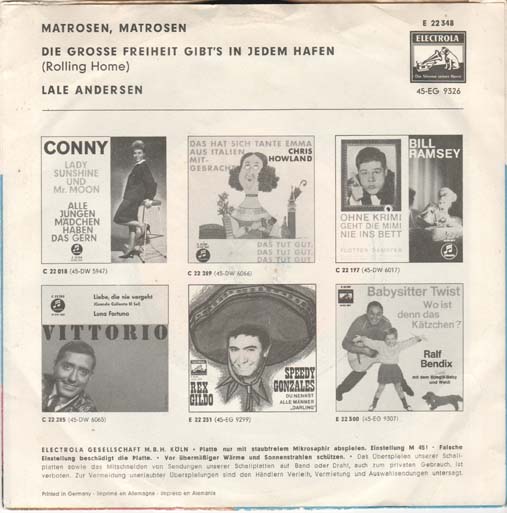 MATROSEN, MATROSEN
DIE GROSSE FREIHEIT GIBT'S IN JEDEM HAFEN
(Rolling Home)
LALE ANDERSEN
E 22 348
ELECTROLA
45-EG 9326
CONNY
LADY
SUNSHINE
UND
Mr. MOON
ALLE
JUNGEN
MÄDCHEN
HABEN
DAS GERN
C 22 018 (45-DW 5947)
DAS HAT SICH TANTE EMMA
AUS ITALIEN
MIT-
GEBRACHT
CHRIS
HOWLAND
DAS TUT GUT,
DAS TUT GUT,
DAS TUT GUT
C 22 289 (45-DW 6066)
BILL
RAMSEY
OHNE KRIMI
GEHT DIE MIMI
NIE INS BETT
C 22 197 (45-DW 6017)
Liebe, die nie vergeht
Luna Fortuna
VITTORIO
C 22 285 (45-DW 6065)
REX
GILDO
SPEEDY
GONZALES
DU NENNST
ALLE MÄNNER
„DARLING"
E 22 251 (45-EG 9299)
Babysitter Twist
Wo ist
denn das
Kätzchen?
Ralf
Bendix
E 22 300 (45-EG 9307)
ELECTROLA GESELLSCHAFT M.B.H. KÖLN • Platte nur mit staubfreiem Mikrosaphir abspielen. Einstellung M 45! • Falsche
Einstellung beschädigt die Platte. • Vor übermäßiger Wärme und Sonnenstrahlen schützen. • Das Überspielen unserer Schall-
platten sowie das Mitschneiden von Sendungen unserer Schallplatten auf Band oder Draht, auch zum privaten Gebrauch, ist
verboten. Zur Vermeidung unerlaubter Überspielungen sind den Händlern Verleih, Vermietung und Auswahlsendungen untersagt.
Printed in Germany - Imprimé en Allemagne - Impreso en Alemania